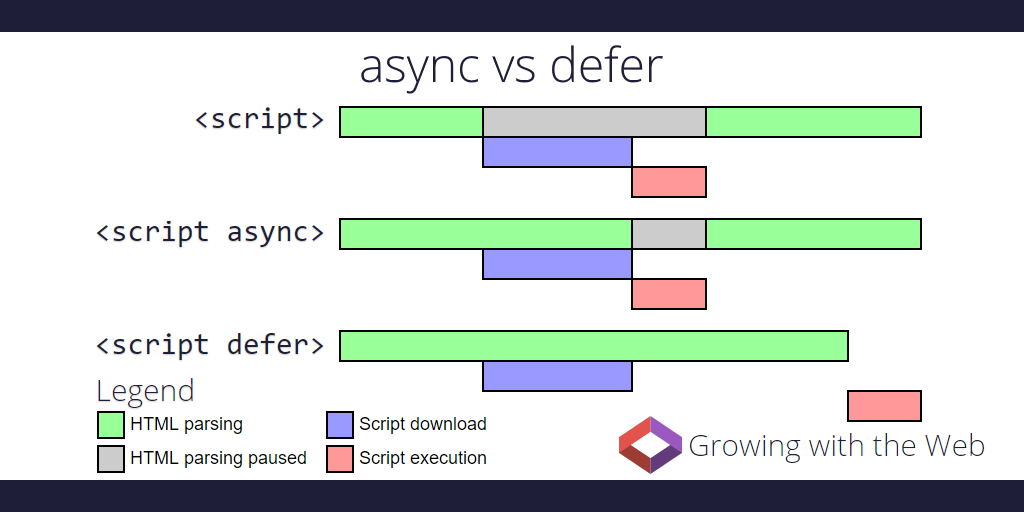 async vs defer
<script>
<script async>
<script defer>
Legend
HTML parsing
Script download
HTML parsing paused
Script execution
Growing with the Web